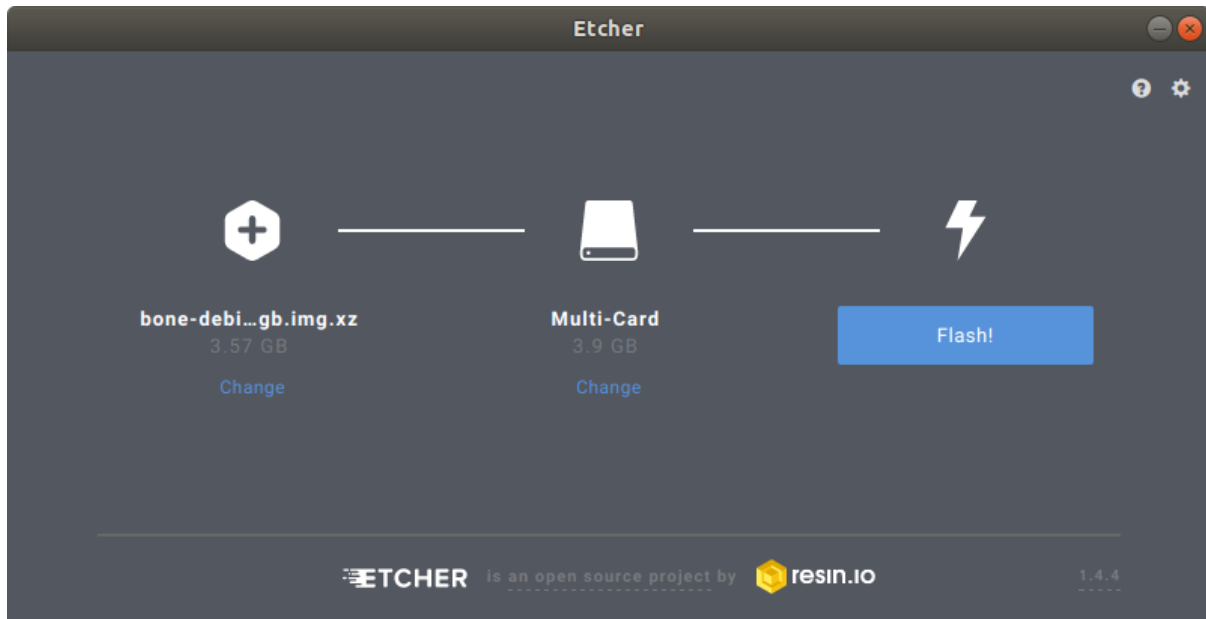 Etcher
bone-debi…gb.img.xz
3.57 GB
Change
Multi-Card
3.9 GB
Change
Flash!
ETCHER is an open source project by resin.io 1.4.4